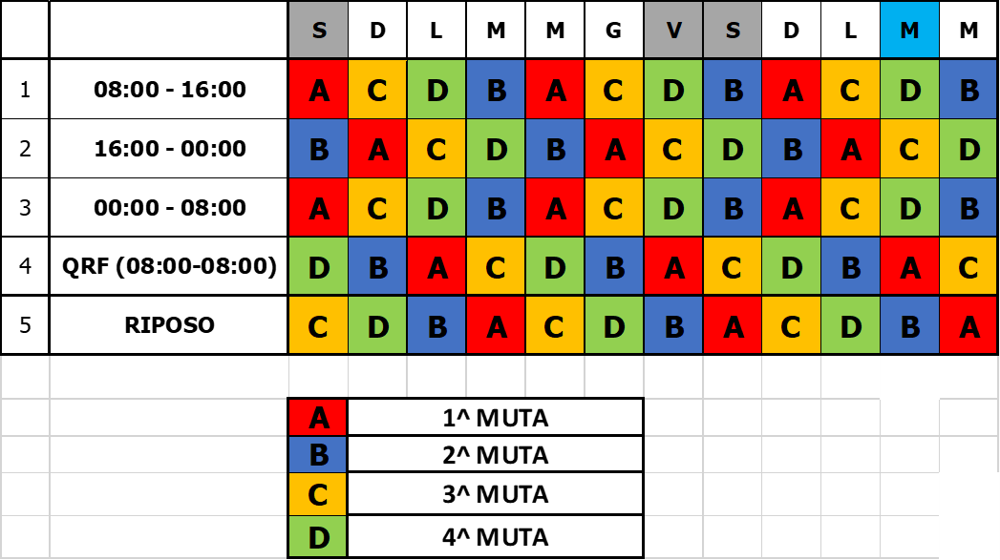 S D L M M G V S D L M M
1 08:00 - 16:00 A C D B A C D B A C D B
2 16:00 - 00:00 B A C D B A C D B A C D
3 00:00 - 08:00 A C D B A C D B A C D B
4 QRF (08:00-08:00) D B A C D B A C D B A C
5 RIPOSO C D B A C D B A C D B A
A 1^ MUTA
B 2^ MUTA
C 3^ MUTA
D 4^ MUTA